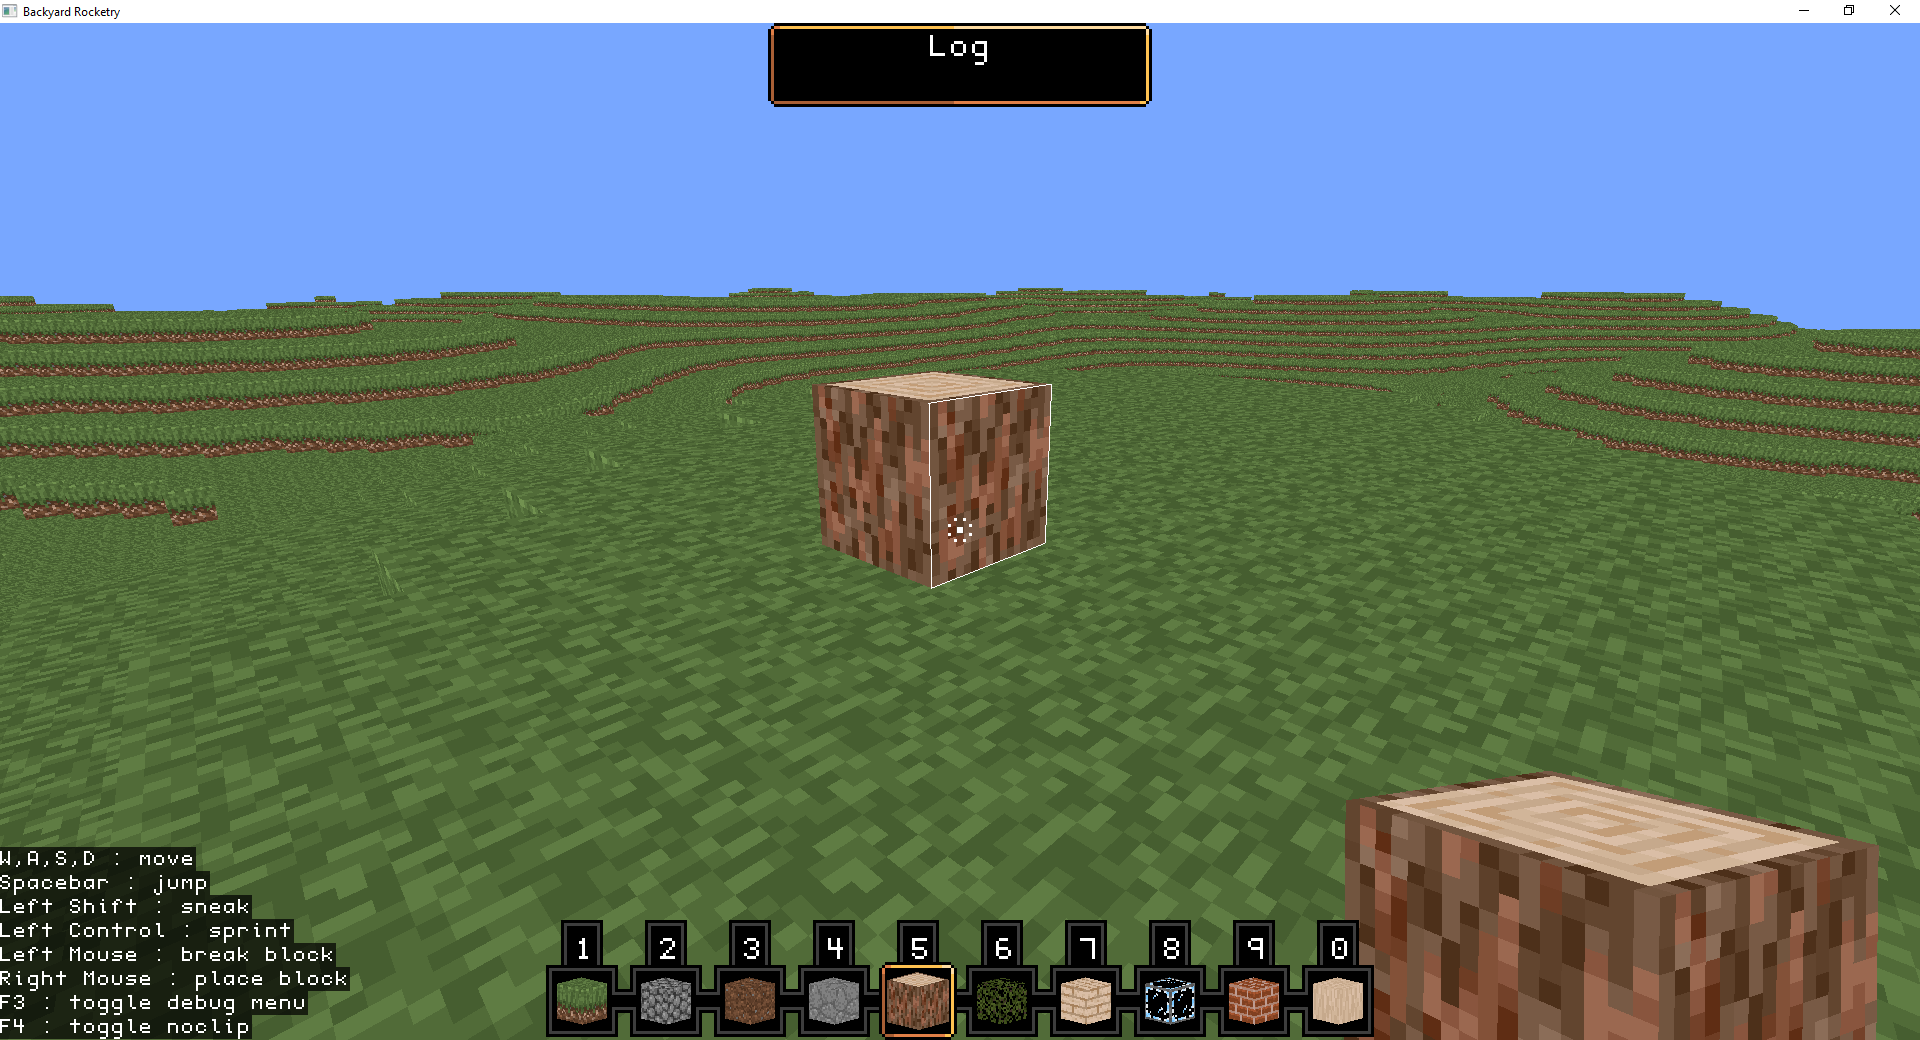 Backyard Rocketry
Log
W,A,S,D : move
Spacebar : jump
Left Shift : sneak
Left Control : sprint
Left Mouse : break block
Right Mouse : place block
F3 : toggle debug menu
F4 : toggle noclip
1 2 3 4 5 6 7 8 9 0